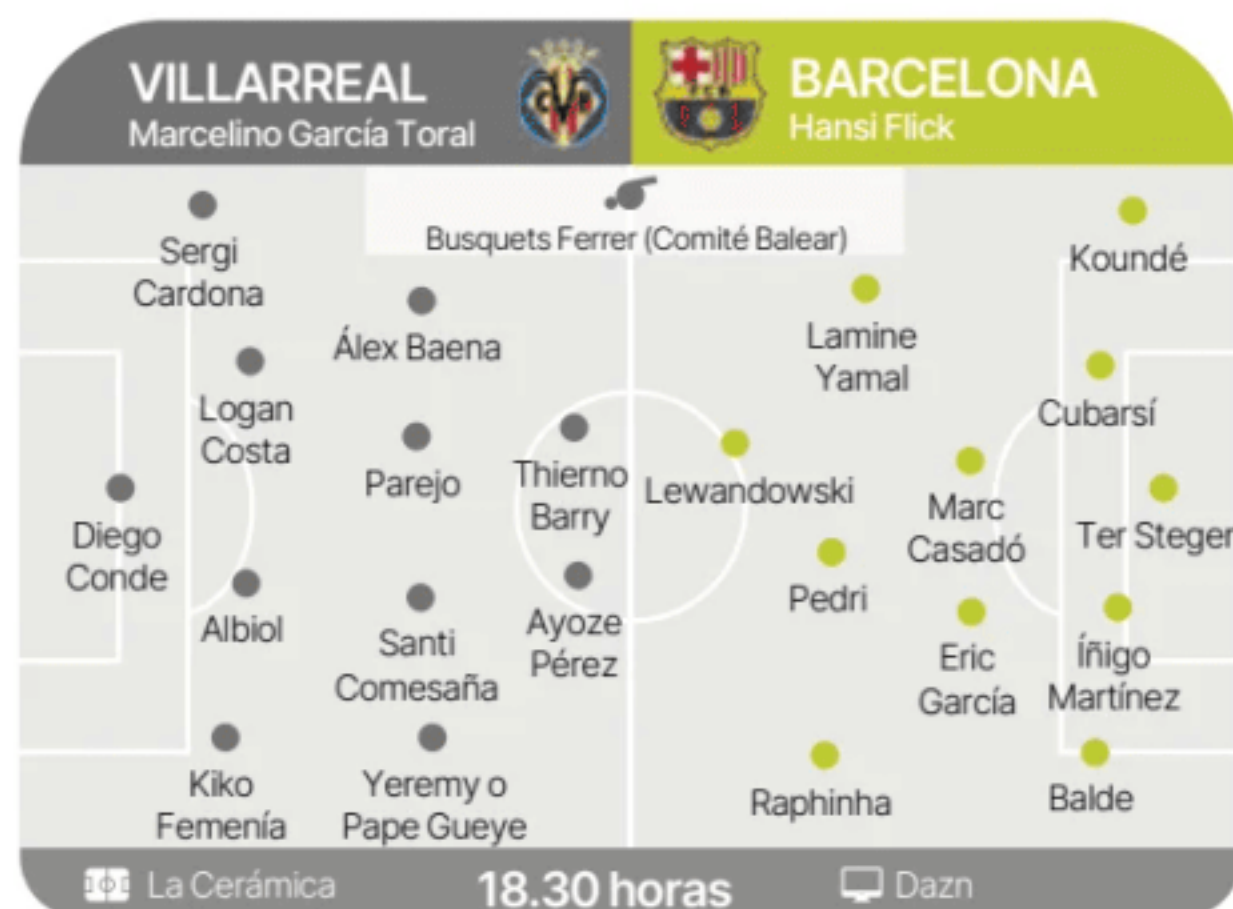 VILLARREAL
Marcelino García Toral
BARCELONA
Hansi Flick
Busquets Ferrer (Comité Balear)
Sergi
Cardona
Álex Baena
Logan
Costa
Parejo
Thierno
Barry
Diego
Conde
Albiol
Santi
Comesaña
Ayoze
Pérez
Kiko
Femenía
Yeremy o
Pape Gueye
Koundé
Lamine
Yamal
Cubarsí
Lewandowski
Marc
Casadó
Ter Stegen
Pedri
Eric
García
Íñigo
Martínez
Raphinha
Balde
La Cerámica
18.30 horas
Dazn